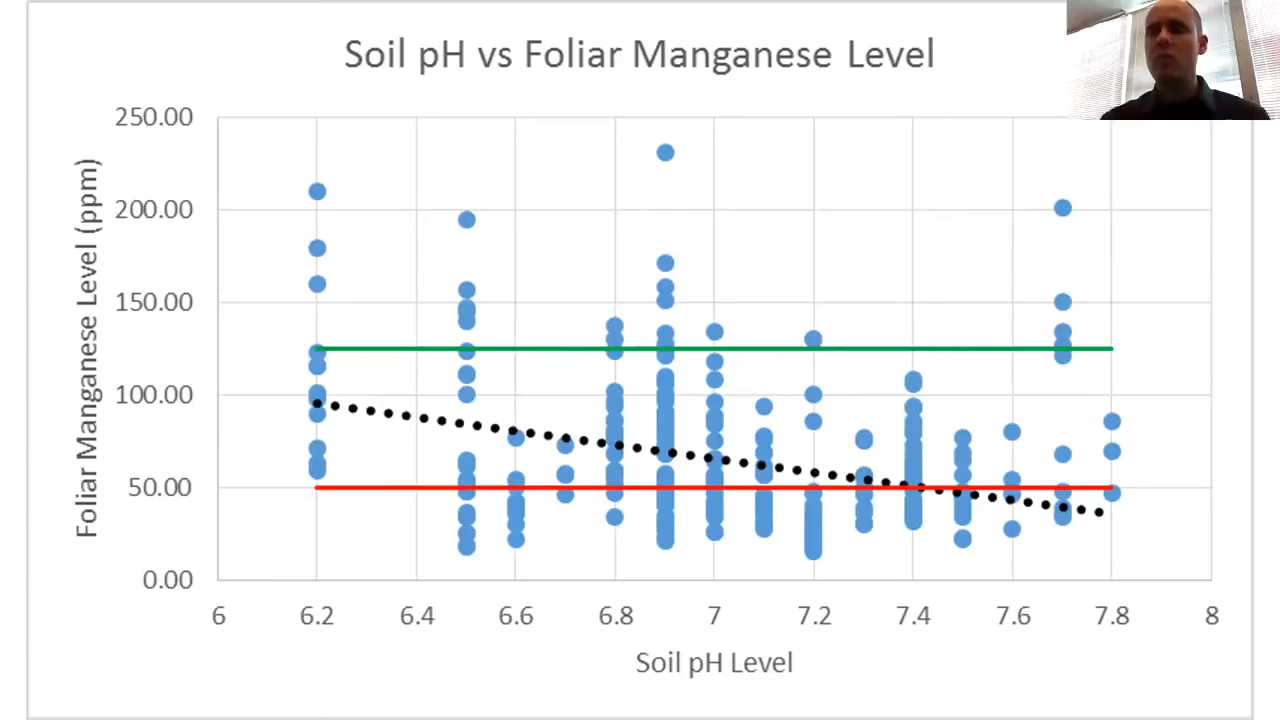 Soil pH vs Foliar Manganese Level
250.00
200.00
150.00
100.00
50.00
0.00
Foliar Manganese Level (ppm)
6 6.2 6.4 6.6 6.8 7 7.2 7.4 7.6 7.8 8
Soil pH Level